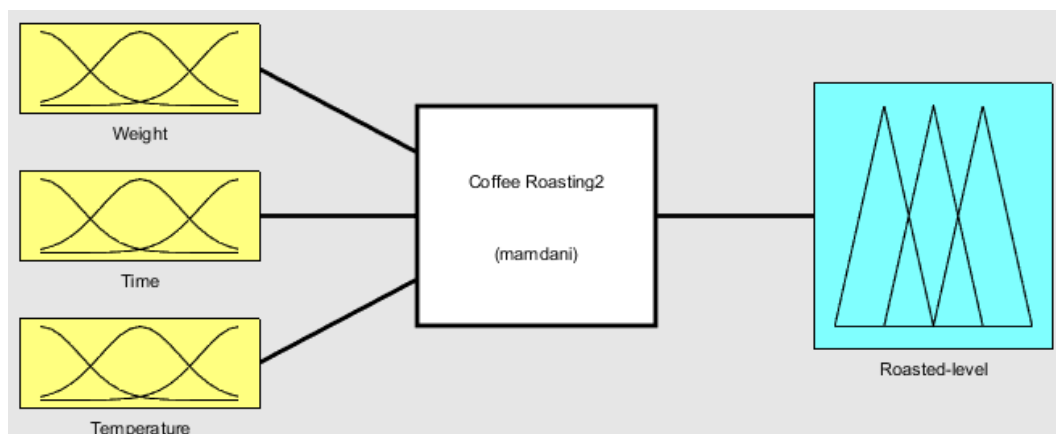 Weight
Time
Temperature
Coffee Roasting2
(mamdani)
Roasted-level